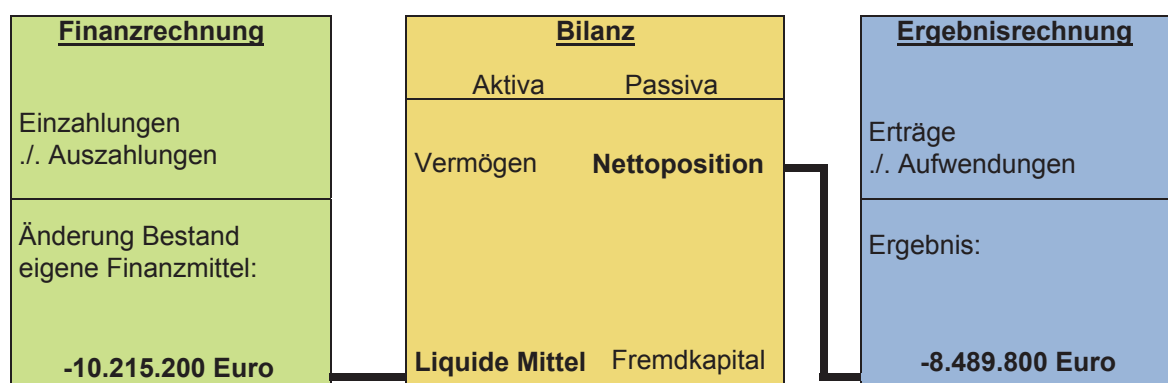 Finanzrechnung
Einzahlungen
./. Auszahlungen
Änderung Bestand
eigene Finanzmittel:
-10.215.200 Euro
Bilanz
Aktiva Passiva
Vermögen Nettoposition
Liquide Mittel Fremdkapital
Ergebnisrechnung
Erträge
./. Aufwendungen
Ergebnis:
-8.489.800 Euro